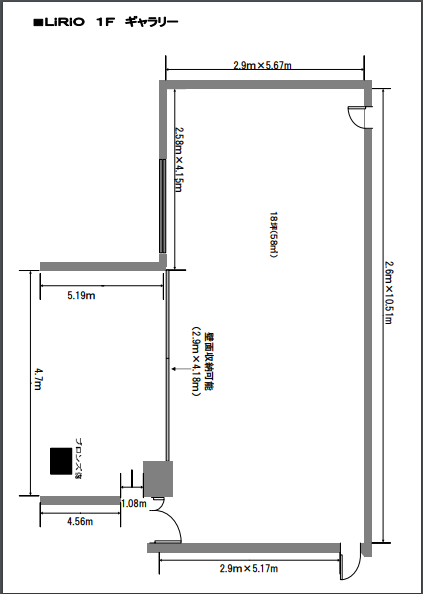 ■LIRIO 1F ギャラリー
2.9m×5.67m
2.58m×4.15m
18坪(58㎡)
2.6m×10.51m
5.19m
壁面収納可能
(2.9m×4.18m)
4.7m
ブロンズ像
1.08m
4.56m
2.9m×5.17m